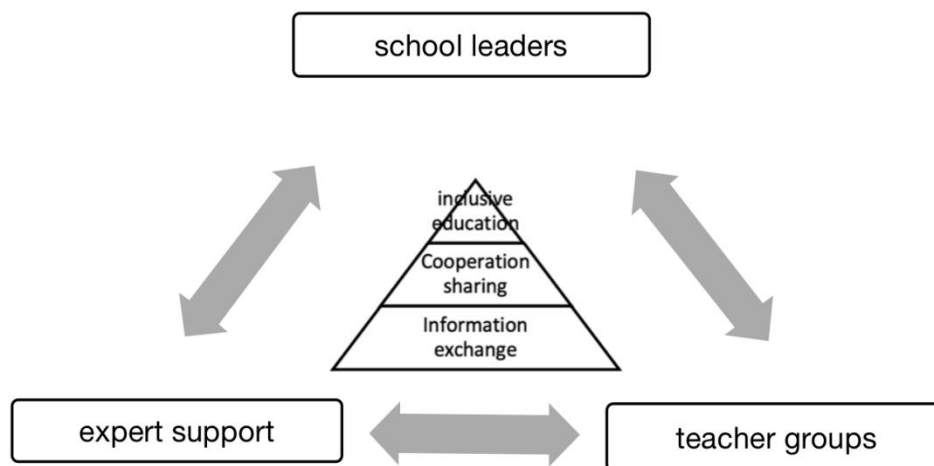 school leaders
inclusive
education
Cooperation
sharing
Information
exchange
expert support
teacher groups